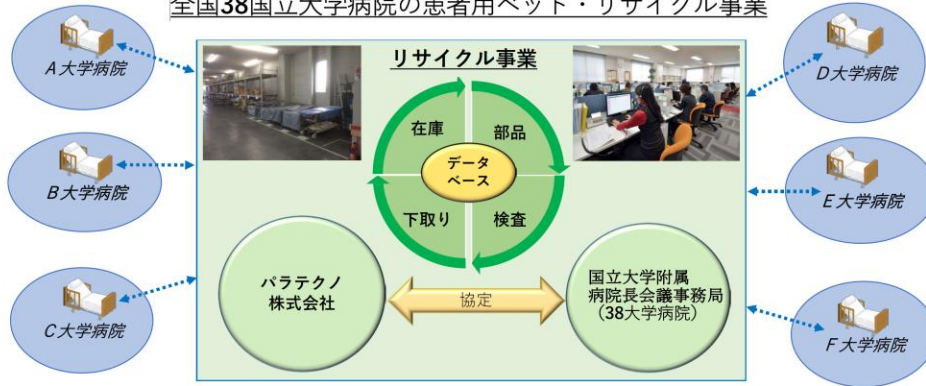 全国38国立大学病院の患者用ベッド・リサイクル事業
A大学病院
B大学病院
C大学病院
リサイクル事業
在庫
部品
データ
ベース
下取り
検査
パラテクノ
株式会社
協定
国立大学附属
病院長会議事務局
(38大学病院)
D大学病院
E大学病院
F大学病院